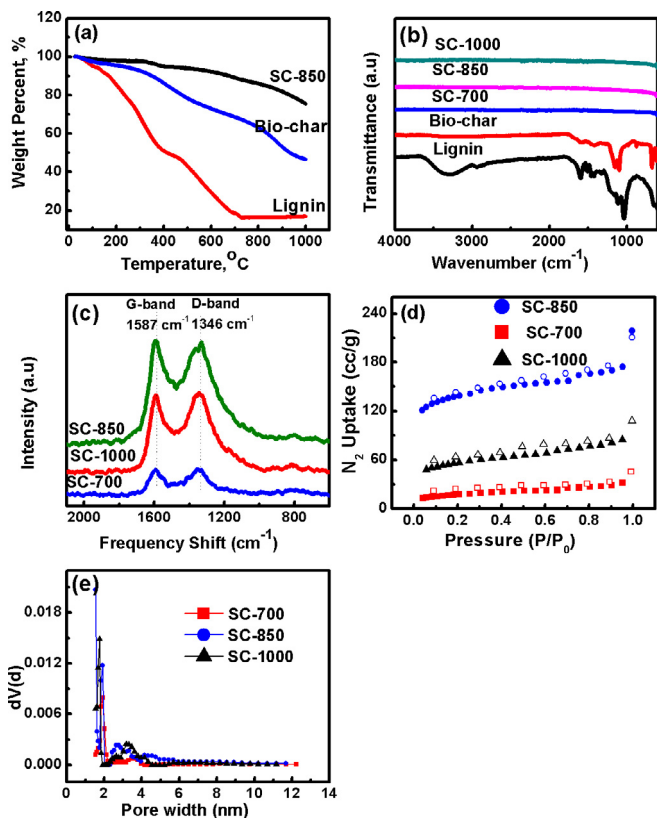 (a)
120
100
80
60
40
20
Weight Percent, %
SC-850
Bio-char
Lignin
0 200 400 600 800 1000
Temperature,OC
(b)
SC-1000
SC-850
SC-700
Bio-char
Lignin
Transmittance (a.u)
4000 3000 2000 1000
Wavenumber (cm-1)
(c)
G-band D-band
1587 cm-1 1346 cm-1
SC-850
SC-1000
SC-700
Intensity (a.u)
2000 1600 1200 800
Frequency Shift (cm-1)
(d)
SC-850
SC-700
SC-1000
240
180
120
60
0
N2 Uptake (cc/g)
0.0 0.2 0.4 0.6 0.8 1.0
Pressure (P/P0)
(e)
SC-700
SC-850
SC-1000
0.018
0.012
0.006
0.000
dV(d)
0 2 4 6 8 10 12 14
Pore width (nm)